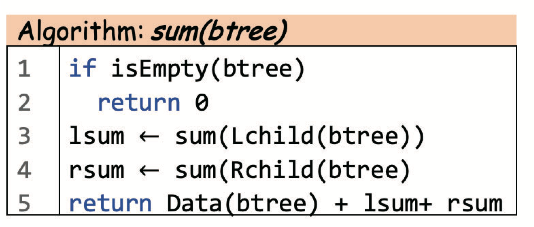 Algorithm: sum(btree)
1 if isEmpty(btree)
2 return 0
3 lsum ← sum(Lchild(btree))
4 rsum ← sum(Rchild(btree)
5 return Data(btree) + lsum+ rsum